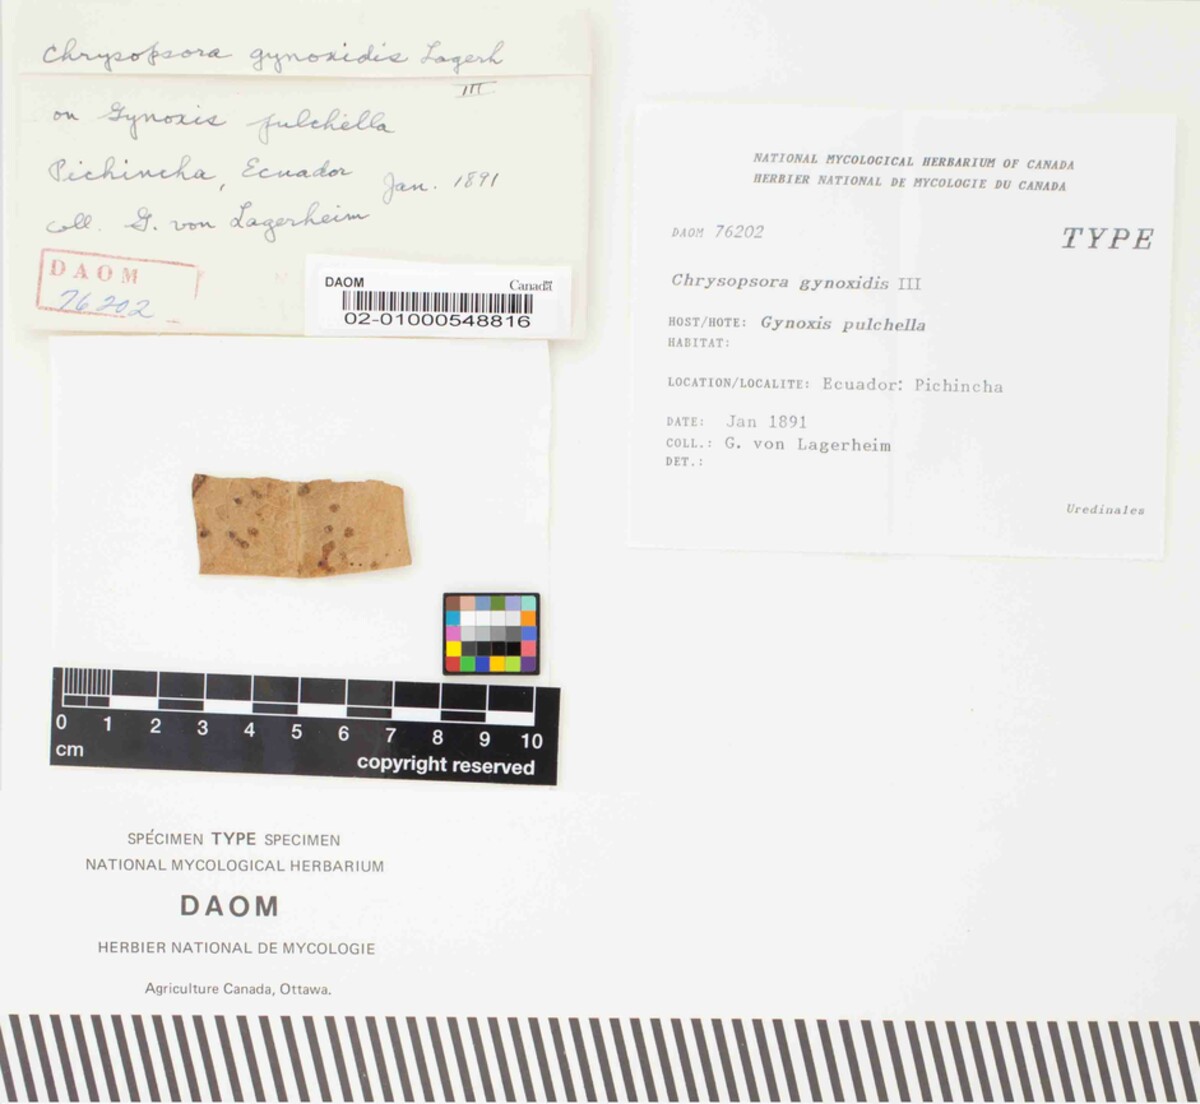 Chrysopsora gynoxidis Lagerh
III
on Gynoxis pulchella
Pichincha, Ecuador Jan. 1891
coll. G. von Lagerheim
DAOM
76202
DAOM Canada
02-01000548816
NATIONAL MYCOLOGICAL HERBARIUM OF CANADA
HERBIER NATIONAL DE MYCOLOGIE DU CANADA
DAOM 76202
TYPE
Chrysopsora gynoxidis III
HOST/HOTE: Gynoxis pulchella
HABITAT:
LOCATION/LOCALITE: Ecuador: Pichincha
DATE: Jan 1891
COLL.: G. von Lagerheim
DET.:
Uredinales
0 1 2 3 4 5 6 7 8 9 10
cm
copyright reserved
SPÉCIMEN TYPE SPECIMEN
NATIONAL MYCOLOGICAL HERBARIUM
DAOM
HERBIER NATIONAL DE MYCOLOGIE
Agriculture Canada, Ottawa.